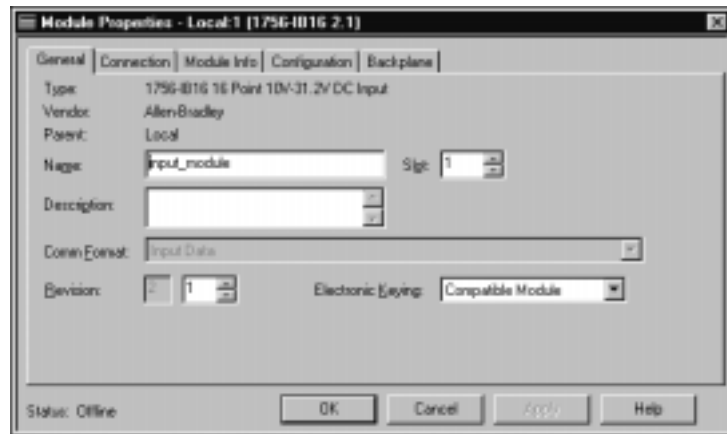 Module Properties - Local:1 (1756-IB16 2.1)
General Connection Module Info Configuration Backplane
Type: 1756-IB16 16 Point 10V-31.2V DC Input
Vendor: Allen-Bradley
Parent: Local
Name: input_module Slot: 1
Description:
Comm Format: Input Data
Revision: 2 1 Electronic Keying: Compatible Module
Status: Offline OK Cancel Apply Help